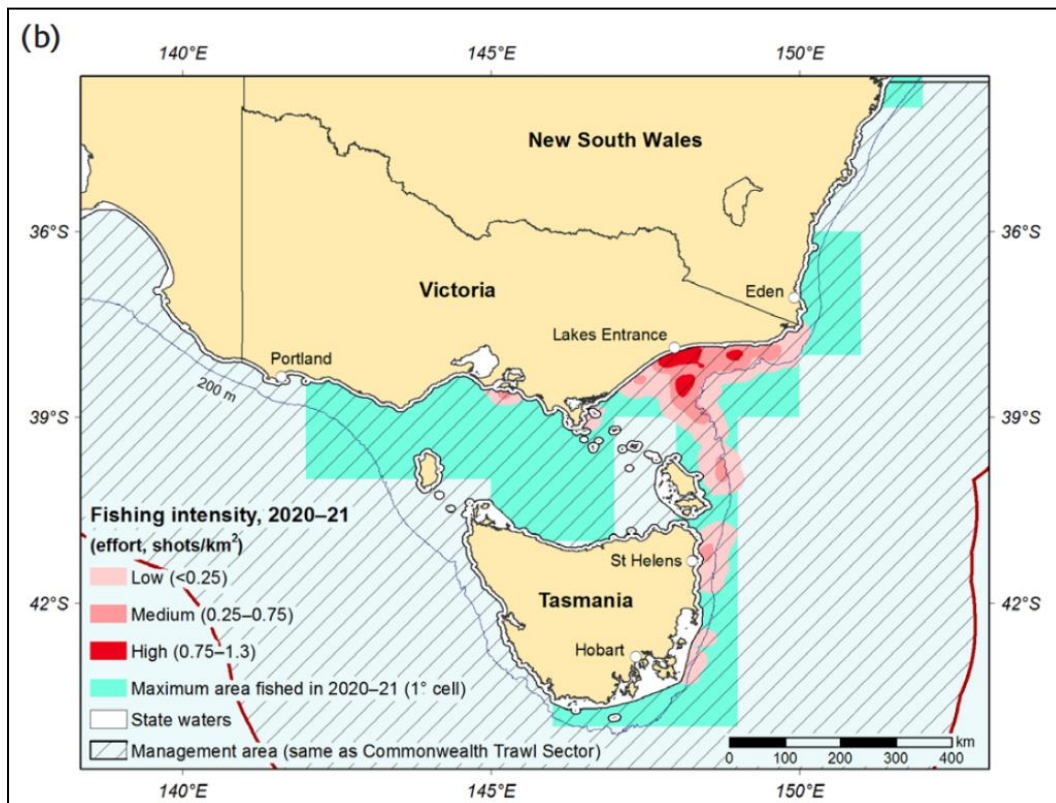 (b)
140°E 145°E 150°E
New South Wales
36°S 36°S
Victoria
Eden
Lakes Entrance
Portland
200 m
39°S 39°S
Fishing intensity, 2020–21
(effort, shots/km²)
Low (<0.25)
St Helens
Medium (0.25–0.75)
42°S 42°S
Tasmania
High (0.75–1.3)
Hobart
Maximum area fished in 2020–21 (1° cell)
State waters
Management area (same as Commonwealth Trawl Sector)
km
0 100 200 300 400
140°E 145°E 150°E